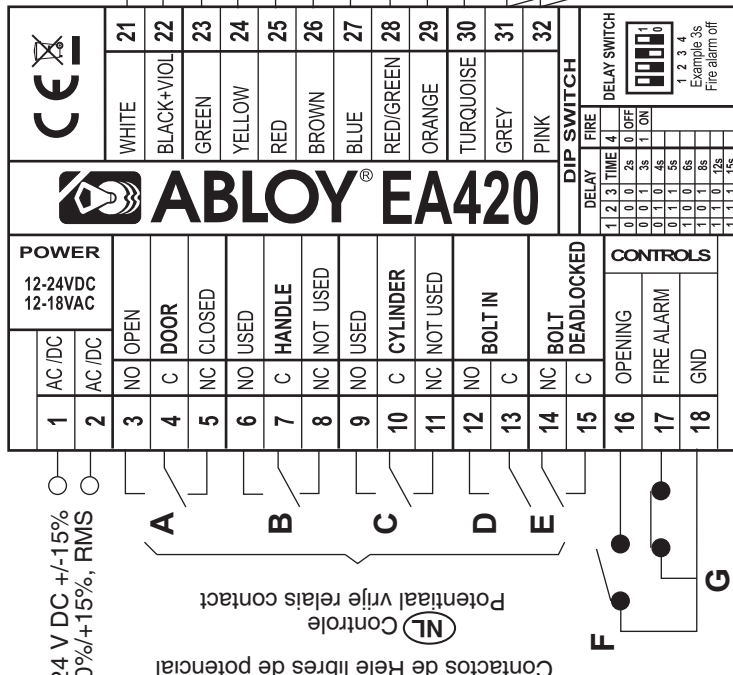 21 22 23 24 25 26 27 28 29 30 31 32
WHITE
BLACK+VIOL
GREEN
YELLOW
RED
BROWN
BLUE
RED/GREEN
ORANGE
TURQUOISE
GREY
PINK
CE
DELAY SWITCH
1 0
1 2 3 4
Example 3s
Fire alarm off
DIP SWITCH
DELAY FIRE
1 2 3 TIME 4
0 0 0 2s 0 OFF
0 0 1 3s 1 ON
0 1 0 4s
0 1 1 5s
1 0 0 6s
1 0 1 8s
1 1 0 12s
1 1 1 15s
ABLOY® EA420
POWER
12-24VDC
12-18VAC
AC /DC
AC /DC
NO OPEN
C DOOR
NC CLOSED
NO USED
C HANDLE
NC NOT USED
NO USED
C CYLINDER
NC NOT USED
NO
C
BOLT IN
NC
C
BOLT
DEADLOCKED
CONTROLS
OPENING
FIRE ALARM
GND
1 2 3 4 5 6 7 8 9 10 11 12 13 14 15 16 17 18
24 V DC +/-15%
0%/+15%, RMS
A
B
C
D
E
F
G
NL Controle
Potentiaal vrije relais contact
Contactos de Rele libres de potencial